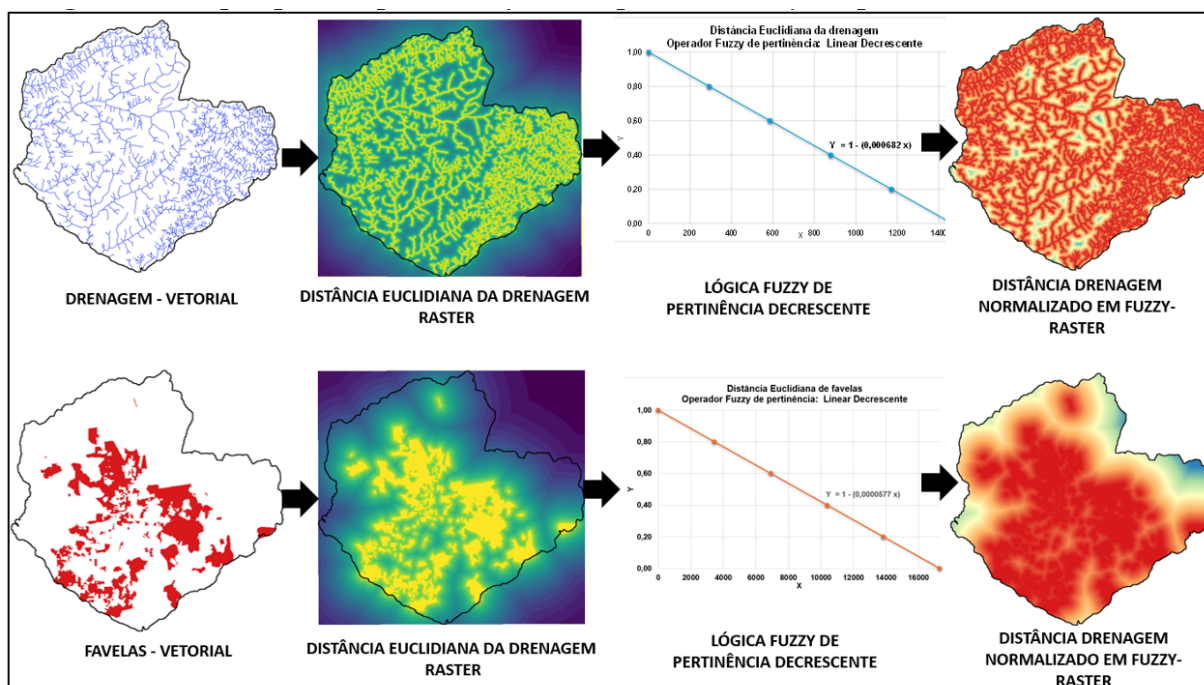 Distância Euclidiana da drenagem
Operador Fuzzy de pertinência: Linear Decrescente
1,00
0,80
0,60
0,40
0,20
0,00
Y
Y = 1 - (0,000682 x)
0
200
400
600
800
1000
1200
1400
X
DRENAGEM - VETORIAL
DISTÂNCIA EUCLIDIANA DA DRENAGEM
RASTER
LÓGICA FUZZY DE
PERTINÊNCIA DECRESCENTE
DISTÂNCIA DRENAGEM
NORMALIZADO EM FUZZY-
RASTER
Distância Euclidiana de favelas
Operador Fuzzy de pertinência: Linear Decrescente
1,00
0,80
0,60
0,40
0,20
0,00
Y
Y = 1 - (0,0000577 x)
0
2000
4000
6000
8000
10000
12000
14000
16000
X
FAVELAS - VETORIAL
DISTÂNCIA EUCLIDIANA DA DRENAGEM
RASTER
LÓGICA FUZZY DE
PERTINÊNCIA DECRESCENTE
DISTÂNCIA DRENAGEM
NORMALIZADO EM FUZZY-
RASTER